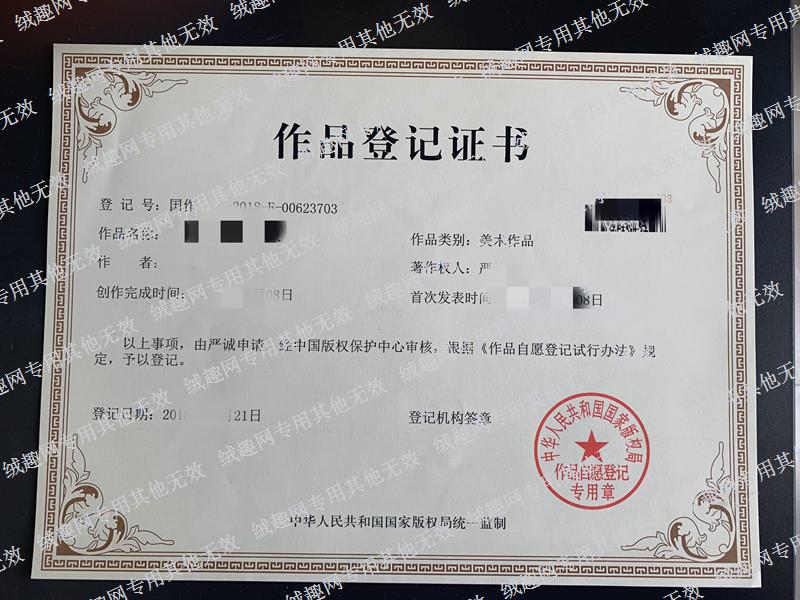 作品登记证书
登 记 号：国作 2018-F-00623703
作品名称：
作品类别：美术作品
作 者：
著作权人：严
创作完成时间： 08日
首次发表时间 08日
以上事项，由严诚申请，经中国版权保护中心审核，根据《作品自愿登记试行办法》规
定，予以登记。
登记日期：201 月21日
登记机构签章
中华人民共和国国家版权局
作品自愿登记
专用章
中华人民共和国国家版权局统一监制
绒趣网专用其他无效